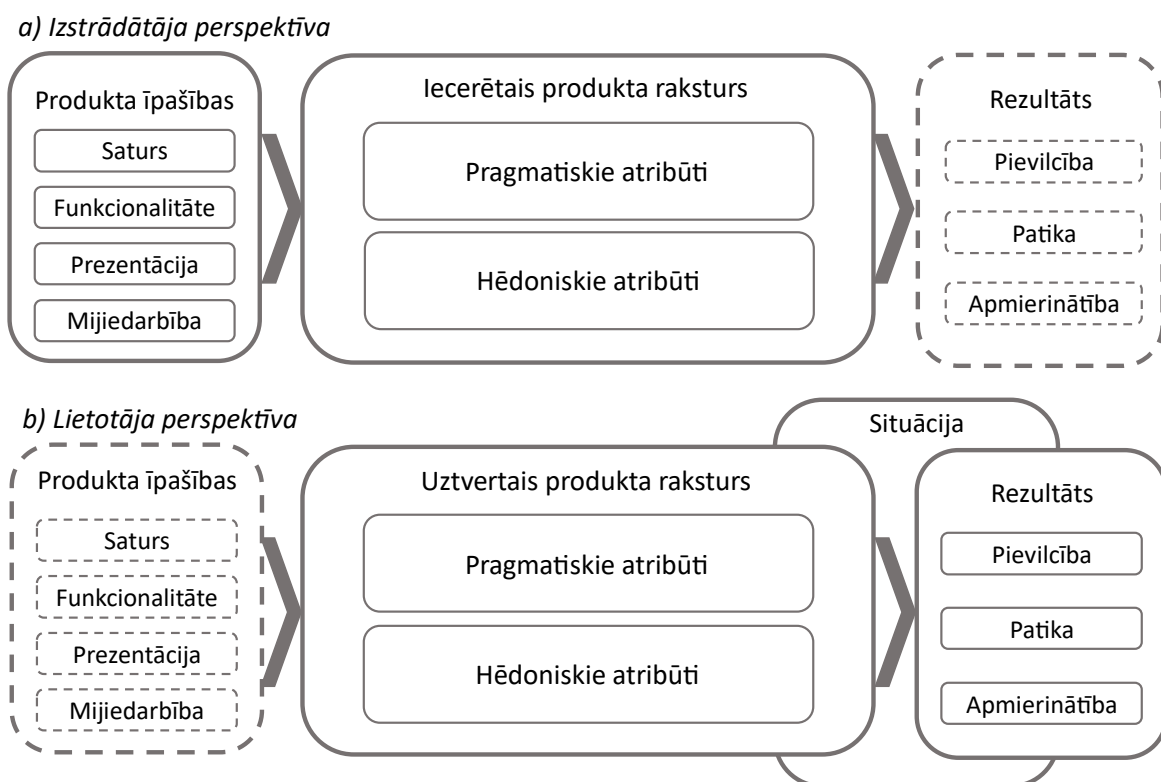 a) Izstrādātāja perspektīva
Produkta īpašības
Saturs
Funkcionalitāte
Prezentācija
Mijiedarbība
Iecerētais produkta raksturs
Pragmatiskie atribūti
Hēdoniskie atribūti
Rezultāts
Pievilcība
Patika
Apmierinātība
b) Lietotāja perspektīva
Produkta īpašības
Saturs
Funkcionalitāte
Prezentācija
Mijiedarbība
Uztvertais produkta raksturs
Pragmatiskie atribūti
Hēdoniskie atribūti
Situācija
Rezultāts
Pievilcība
Patika
Apmierinātība